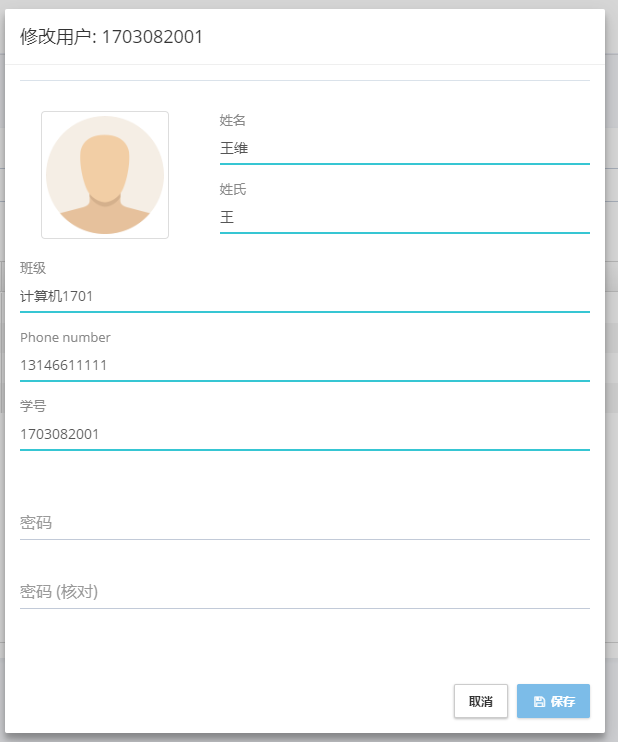 修改用户: 1703082001
姓名
王维
姓氏
王
班级
计算机1701
Phone number
13146611111
学号
1703082001
密码
密码 (核对)
取消
保存